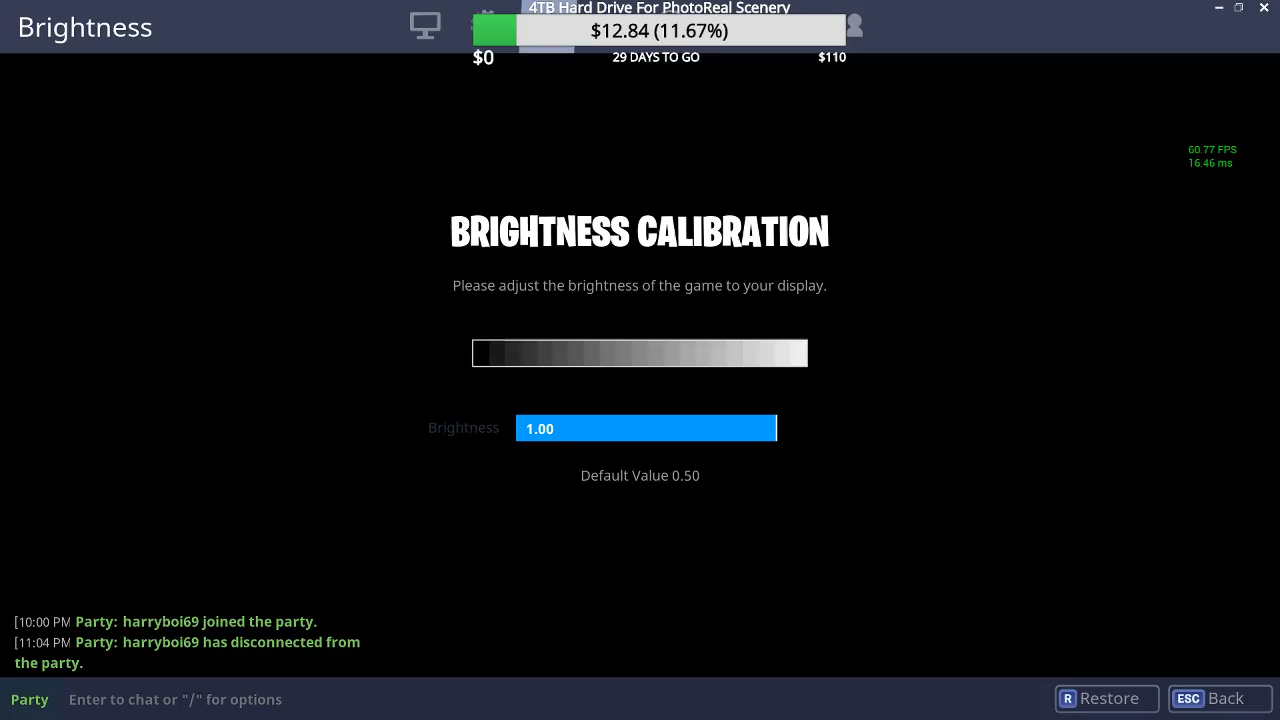 Brightness
4TB Hard Drive For PhotoReal Scenery
$12.84 (11.67%)
$0
29 DAYS TO GO
$110
60.77 FPS
16.46 ms
BRIGHTNESS CALIBRATION
Please adjust the brightness of the game to your display.
Brightness
1.00
Default Value 0.50
[10:00 PM Party: harryboi69 joined the party.
[11:04 PM Party: harryboi69 has disconnected from
the party.
Party Enter to chat or "/" for options
R Restore
ESC Back